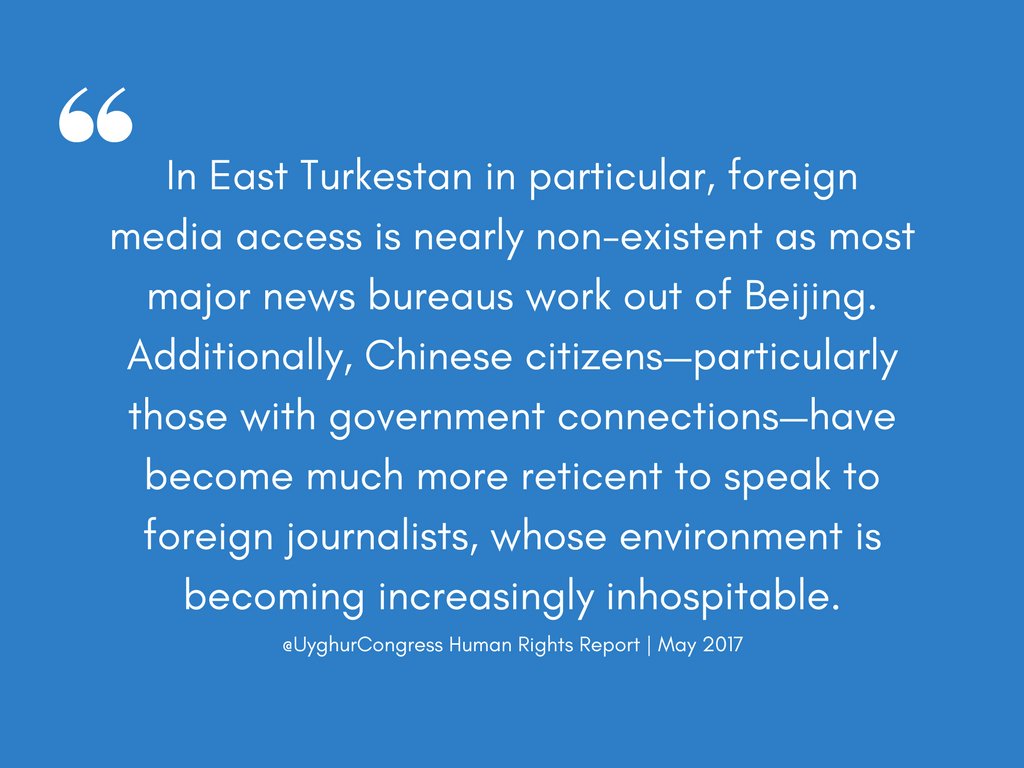 “
In East Turkestan in particular, foreign
media access is nearly non-existent as most
major news bureaus work out of Beijing.
Additionally, Chinese citizens—particularly
those with government connections—have
become much more reticent to speak to
foreign journalists, whose environment is
becoming increasingly inhospitable.
@UyghurCongress Human Rights Report | May 2017